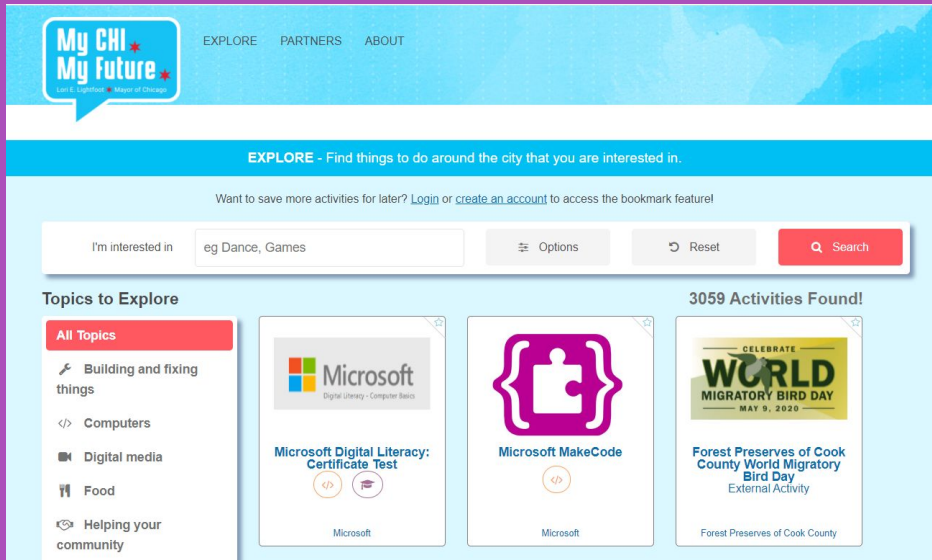 My CHI
My Future
Lori E. Lightfoot Mayor of Chicago
EXPLORE PARTNERS ABOUT
EXPLORE - Find things to do around the city that you are interested in.
Want to save more activities for later? Login or create an account to access the bookmark feature!
I'm interested in eg Dance, Games Options Reset Search
Topics to Explore
3059 Activities Found!
All Topics
Building and fixing
things
Computers
Digital media
Food
Helping your
community
Microsoft
Digital Literacy - Computer Basics
Microsoft Digital Literacy:
Certificate Test
</>
Microsoft
Microsoft MakeCode
</>
Microsoft
CELEBRATE
WORLD
MIGRATORY BIRD DAY
MAY 9, 2020
Forest Preserves of Cook
County World Migratory
Bird Day
External Activity
Forest Preserves of Cook County